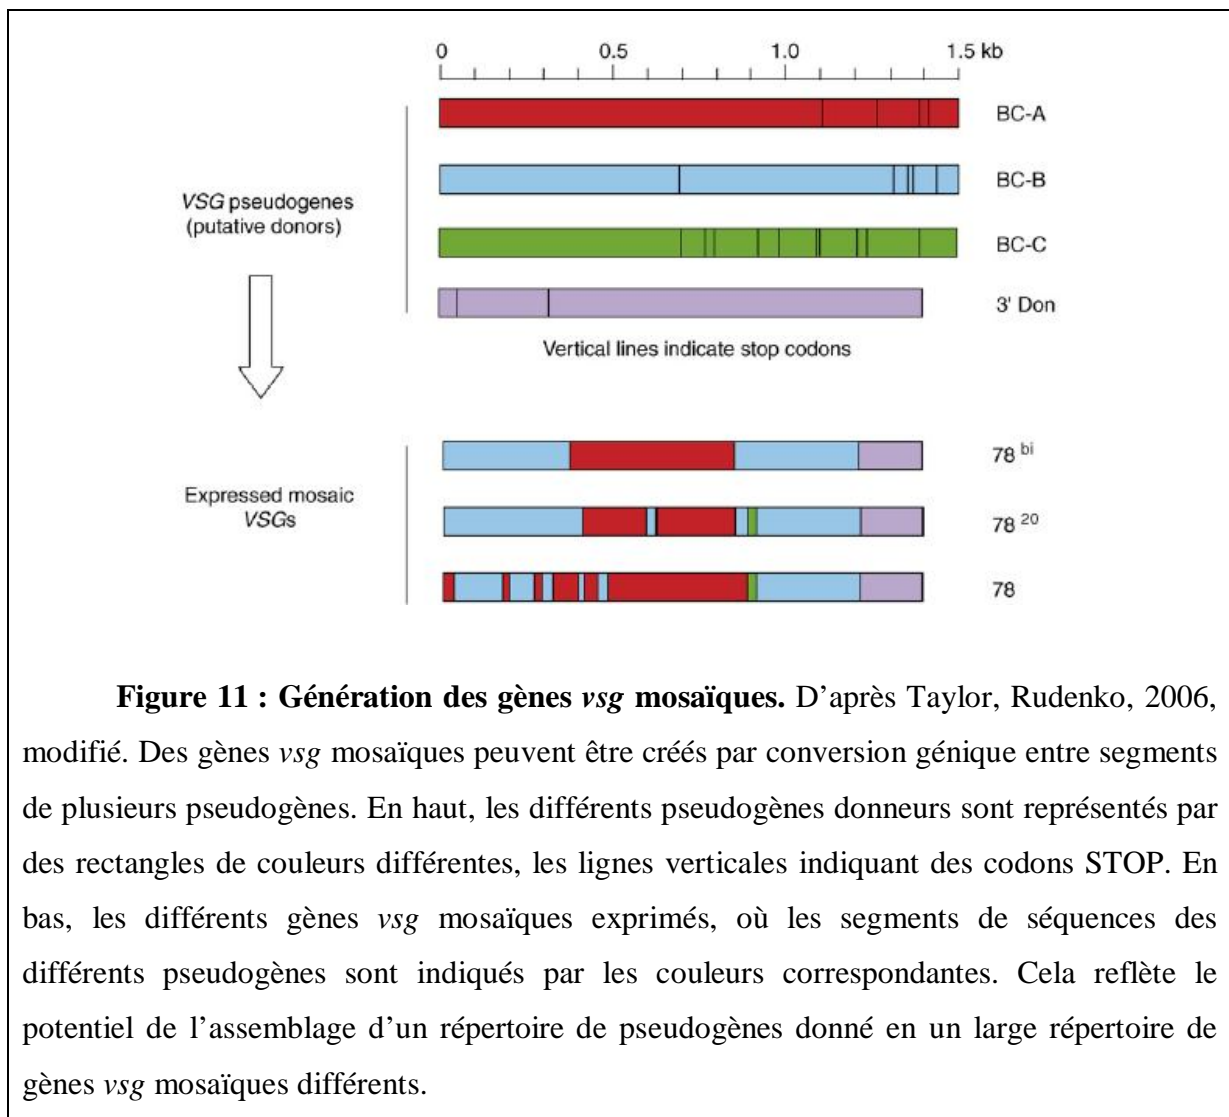 0 0.5 1.0 1.5 kb
BC-A
BC-B
VSG pseudogenes
(putative donors)
BC-C
3' Don
Vertical lines indicate stop codons
78 bi
Expressed mosaic
VSGs
78 20
78
Figure 11 : Génération des gènes vsg mosaïques. D’après Taylor, Rudenko, 2006,
modifié. Des gènes vsg mosaïques peuvent être créés par conversion génique entre segments
de plusieurs pseudogènes. En haut, les différents pseudogènes donneurs sont représentés par
des rectangles de couleurs différentes, les lignes verticales indiquant des codons STOP. En
bas, les différents gènes vsg mosaïques exprimés, où les segments de séquences des
différents pseudogènes sont indiqués par les couleurs correspondantes. Cela reflète le
potentiel de l’assemblage d’un répertoire de pseudogènes donné en un large répertoire de
gènes vsg mosaïques différents.